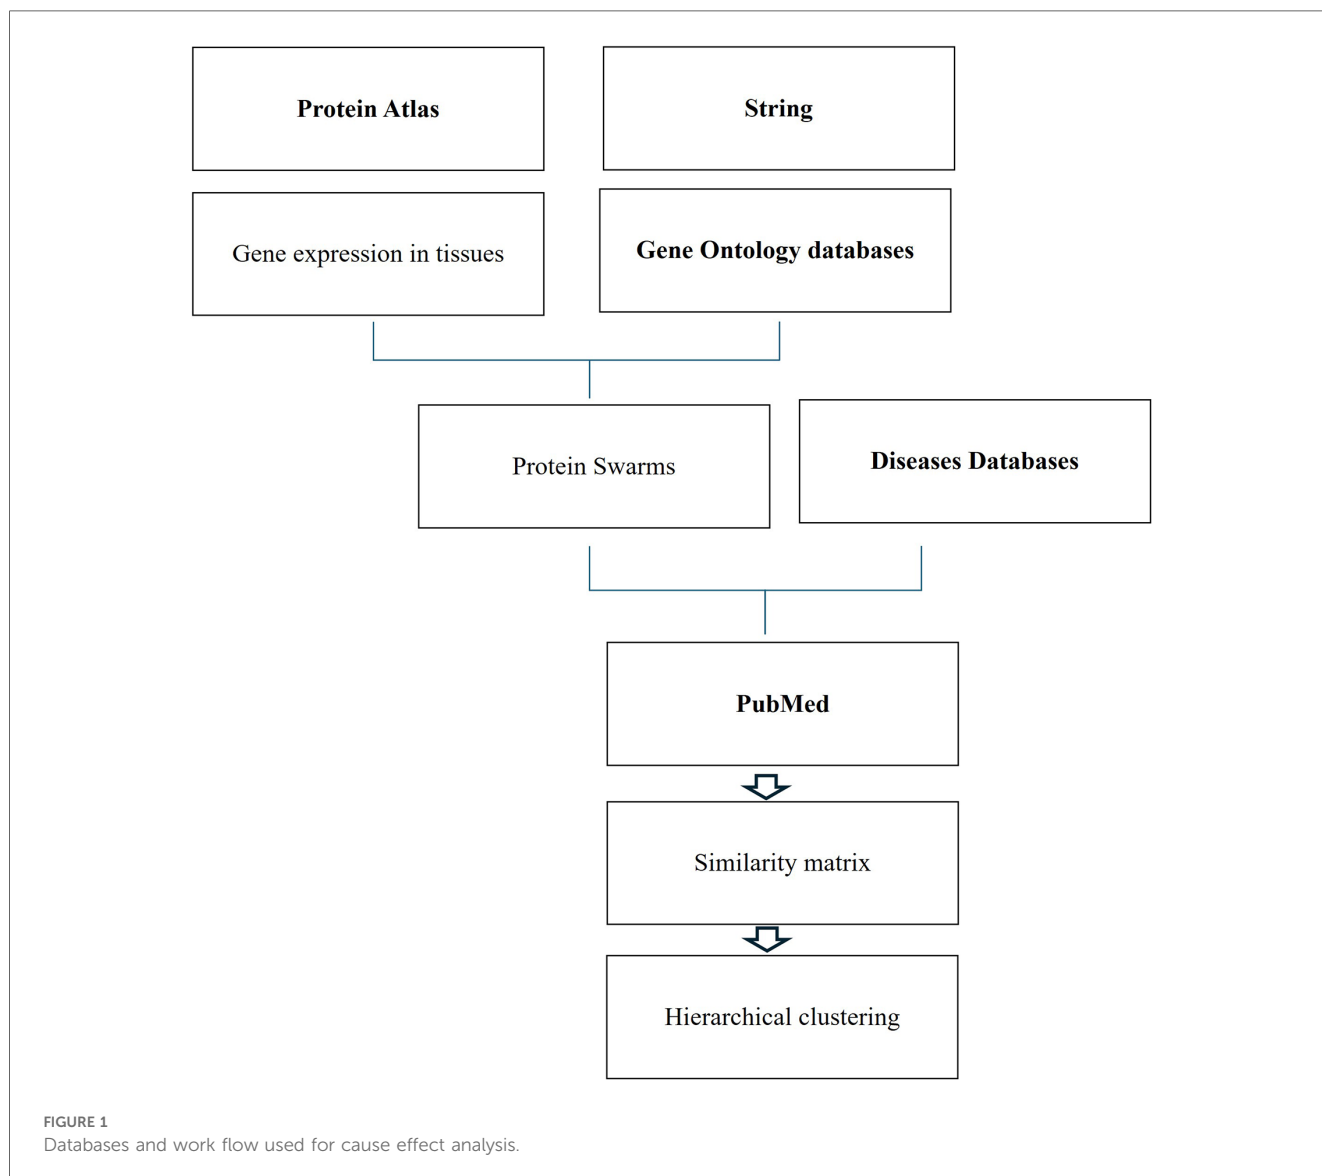 Protein Atlas
String
Gene expression in tissues
Gene Ontology databases
Protein Swarms
Diseases Databases
PubMed
Similarity matrix
Hierarchical clustering
FIGURE 1
Databases and work flow used for cause effect analysis.